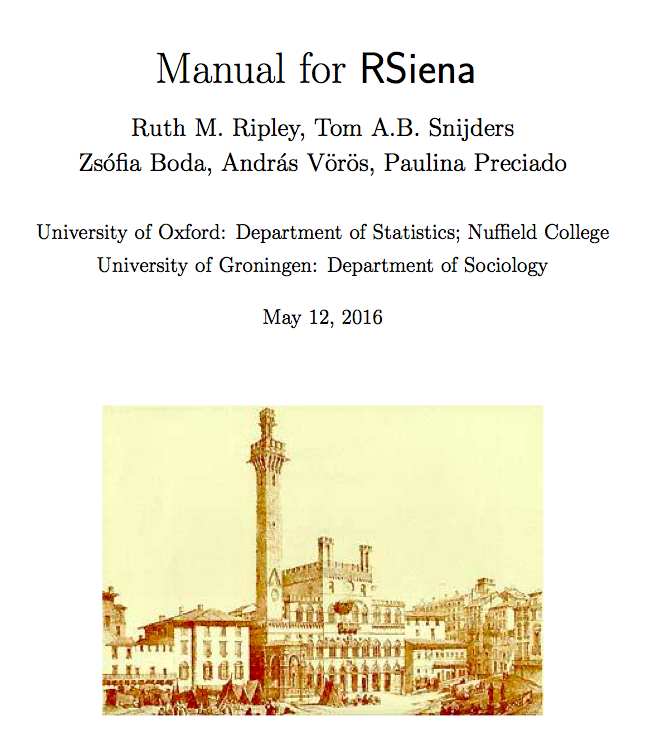 Manual for RSiena
Ruth M. Ripley, Tom A.B. Snijders
Zsófia Boda, András Vörös, Paulina Preciado
University of Oxford: Department of Statistics; Nuffield College
University of Groningen: Department of Sociology
May 12, 2016